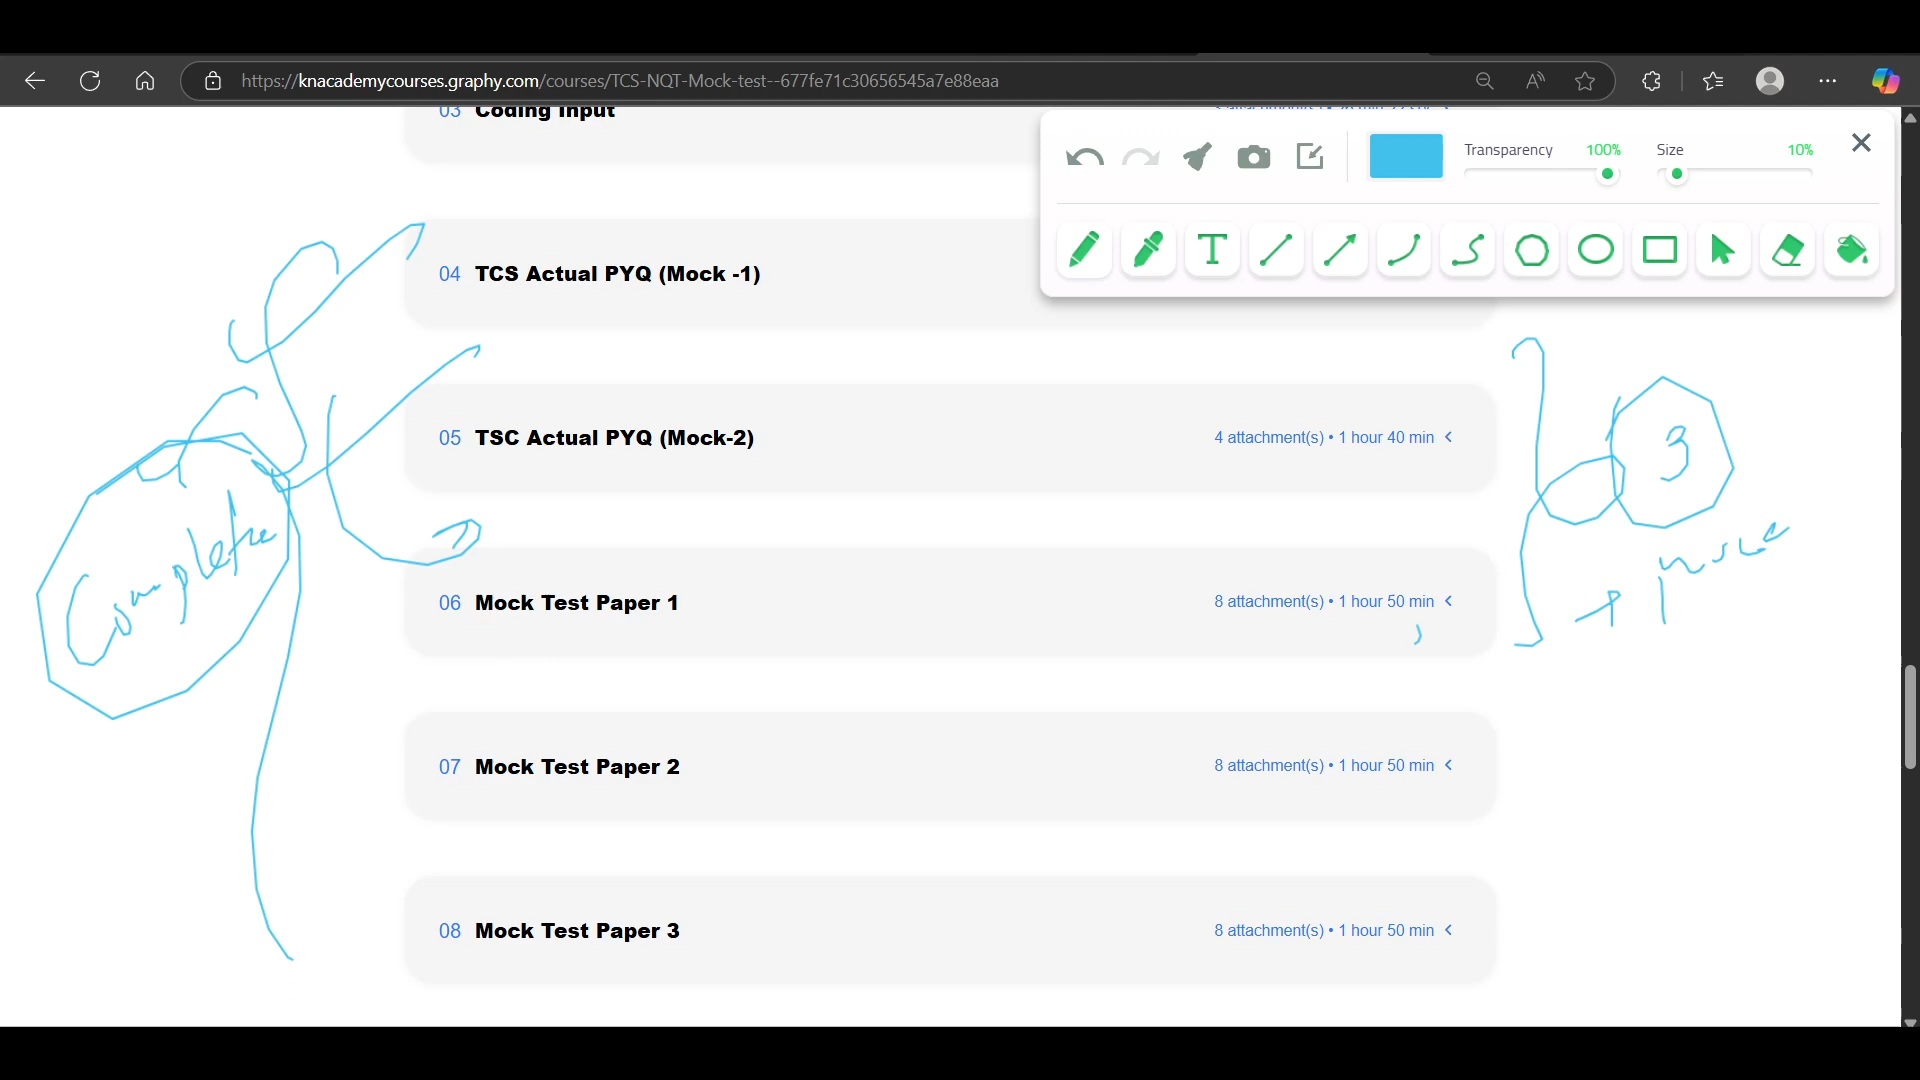 https://knacademycourses.graphy.com/courses/TCS-NQT-Mock-test--677fe71c30656545a7e88eaa
03 Coding Input
Transparency 100% Size 10%
04 TCS Actual PYQ (Mock -1)
05 TSC Actual PYQ (Mock-2) 4 attachment(s) • 1 hour 40 min
3
Complete
06 Mock Test Paper 1 8 attachment(s) • 1 hour 50 min
07 Mock Test Paper 2 8 attachment(s) • 1 hour 50 min
08 Mock Test Paper 3 8 attachment(s) • 1 hour 50 min